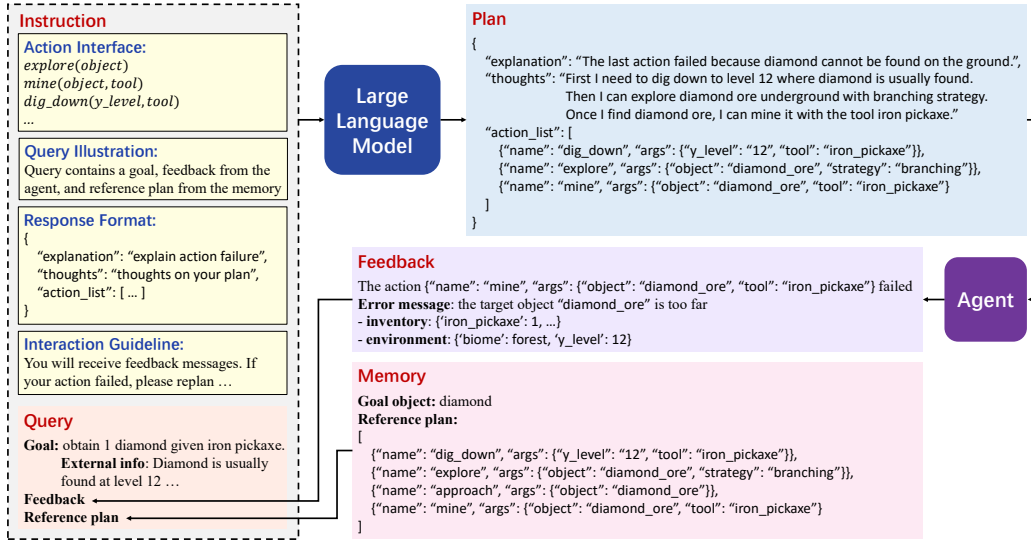 Instruction
Action Interface:
explore(object)
mine(object,tool)
dig_down(y_level,tool)
...
Query Illustration:
Query contains a goal, feedback from the
agent, and reference plan from the memory
Response Format:
{
"explanation": "explain action failure",
"thoughts": "thoughts on your plan",
"action_list": [ ... ]
}
Interaction Guideline:
You will receive feedback messages. If
your action failed, please replan ...
Query
Goal: obtain 1 diamond given iron pickaxe.
External info: Diamond is usually
found at level 12 ...
Feedback
Reference plan
Large
Language
Model
Plan
{
"explanation": "The last action failed because diamond cannot be found on the ground.",
"thoughts": "First I need to dig down to level 12 where diamond is usually found.
Then I can explore diamond ore underground with branching strategy.
Once I find diamond ore, I can mine it with the tool iron pickaxe."
"action_list": [
{"name": "dig_down", "args": {"y_level": "12", "tool": "iron_pickaxe"}},
{"name": "explore", "args": {"object": "diamond_ore", "strategy": "branching"}},
{"name": "mine", "args": {"object": "diamond_ore", "tool": "iron_pickaxe"}
]
}
Feedback
The action {"name": "mine", "args": {"object": "diamond_ore", "tool": "iron_pickaxe"} failed
Error message: the target object "diamond_ore" is too far
- inventory: {'iron_pickaxe': 1, ...}
- environment: {'biome': forest, 'y_level': 12}
Agent
Memory
Goal object: diamond
Reference plan:
[
{"name": "dig_down", "args": {"y_level": "12", "tool": "iron_pickaxe"}},
{"name": "explore", "args": {"object": "diamond_ore", "strategy": "branching"}},
{"name": "approach", "args": {"object": "diamond_ore"}},
{"name": "mine", "args": {"object": "diamond_ore", "tool": "iron_pickaxe"}
]